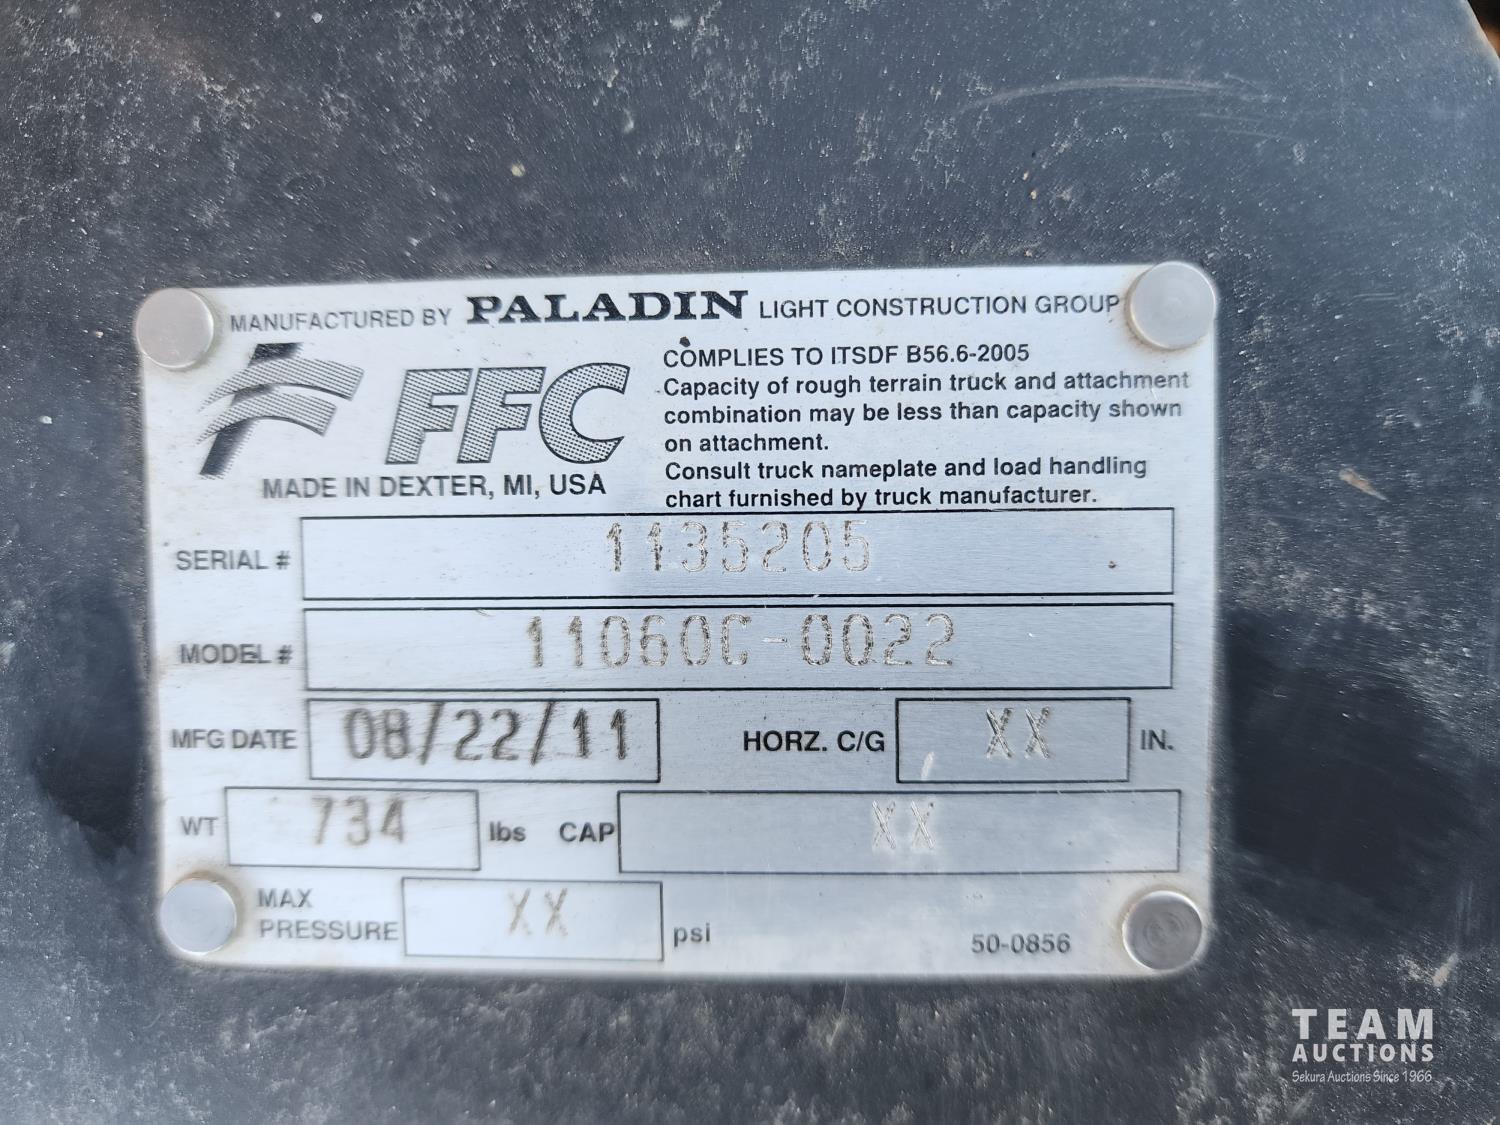 MANUFACTURED BY PALADIN LIGHT CONSTRUCTION GROUP
FFC
MADE IN DEXTER, MI, USA
COMPLIES TO ITSDF B56.6-2005
Capacity of rough terrain truck and attachment
combination may be less than capacity shown
on attachment.
Consult truck nameplate and load handling
chart furnished by truck manufacturer.
SERIAL # 1135205
MODEL # 11060C-0022
MFG DATE 08/22/11 HORZ. C/G XX IN.
WT 734 lbs CAP XX
MAX
PRESSURE XX psi 50-0856
TEAM
AUCTIONS
Sekura Auctions Since 1966